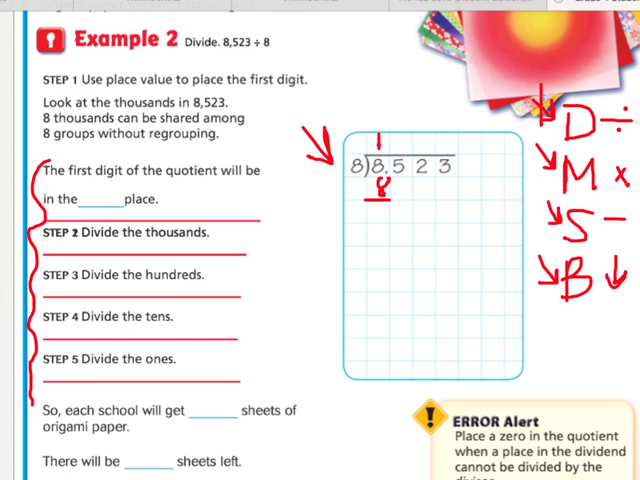 Example 2 Divide. 8,523 ÷ 8
STEP 1 Use place value to place the first digit.
Look at the thousands in 8,523.
8 thousands can be shared among
8 groups without regrouping.
The first digit of the quotient will be
in the______place.
STEP 2 Divide the thousands.
STEP 3 Divide the hundreds.
STEP 4 Divide the tens.
STEP 5 Divide the ones.
So, each school will get ______ sheets of
origami paper.
There will be ______ sheets left.
1
8)8,5 2 3
8
D ÷
M x
S −
B ↓
ERROR Alert
Place a zero in the quotient
when a place in the dividend
cannot be divided by the